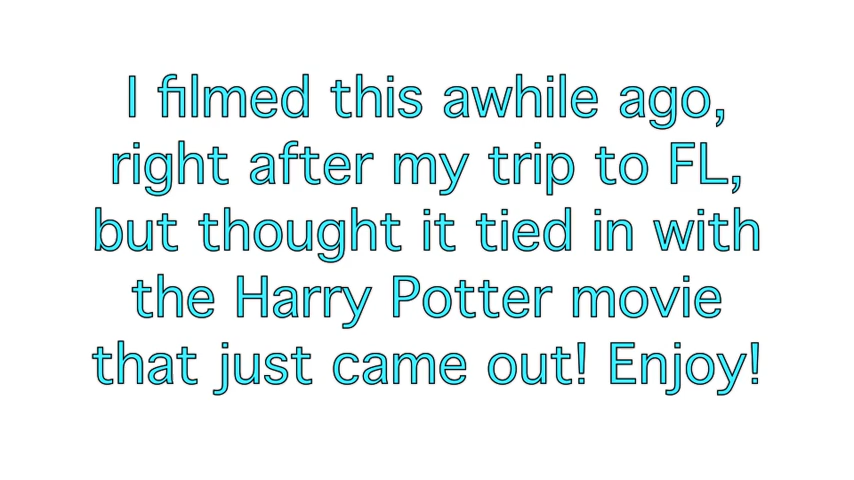 I filmed this awhile ago,
right after my trip to FL,
but thought it tied in with
the Harry Potter movie
that just came out! Enjoy!